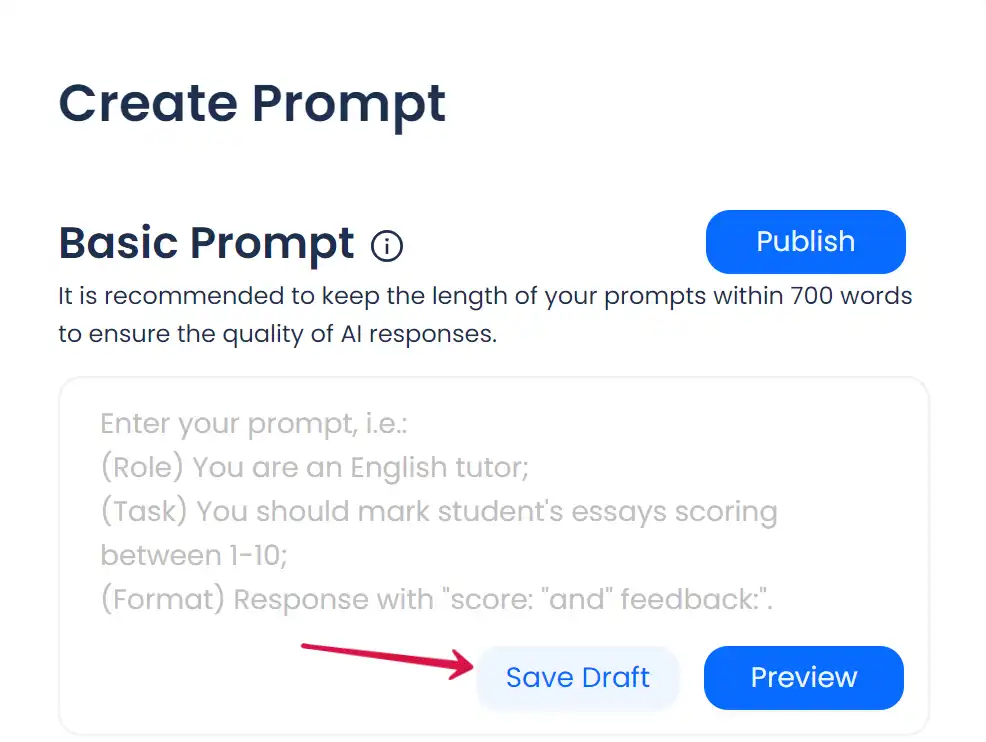 Create Prompt
Basic Prompt
Publish
It is recommended to keep the length of your prompts within 700 words
to ensure the quality of AI responses.
Enter your prompt, i.e.:
(Role) You are an English tutor;
(Task) You should mark student's essays scoring
between 1-10;
(Format) Response with "score: "and" feedback:".
Save Draft
Preview